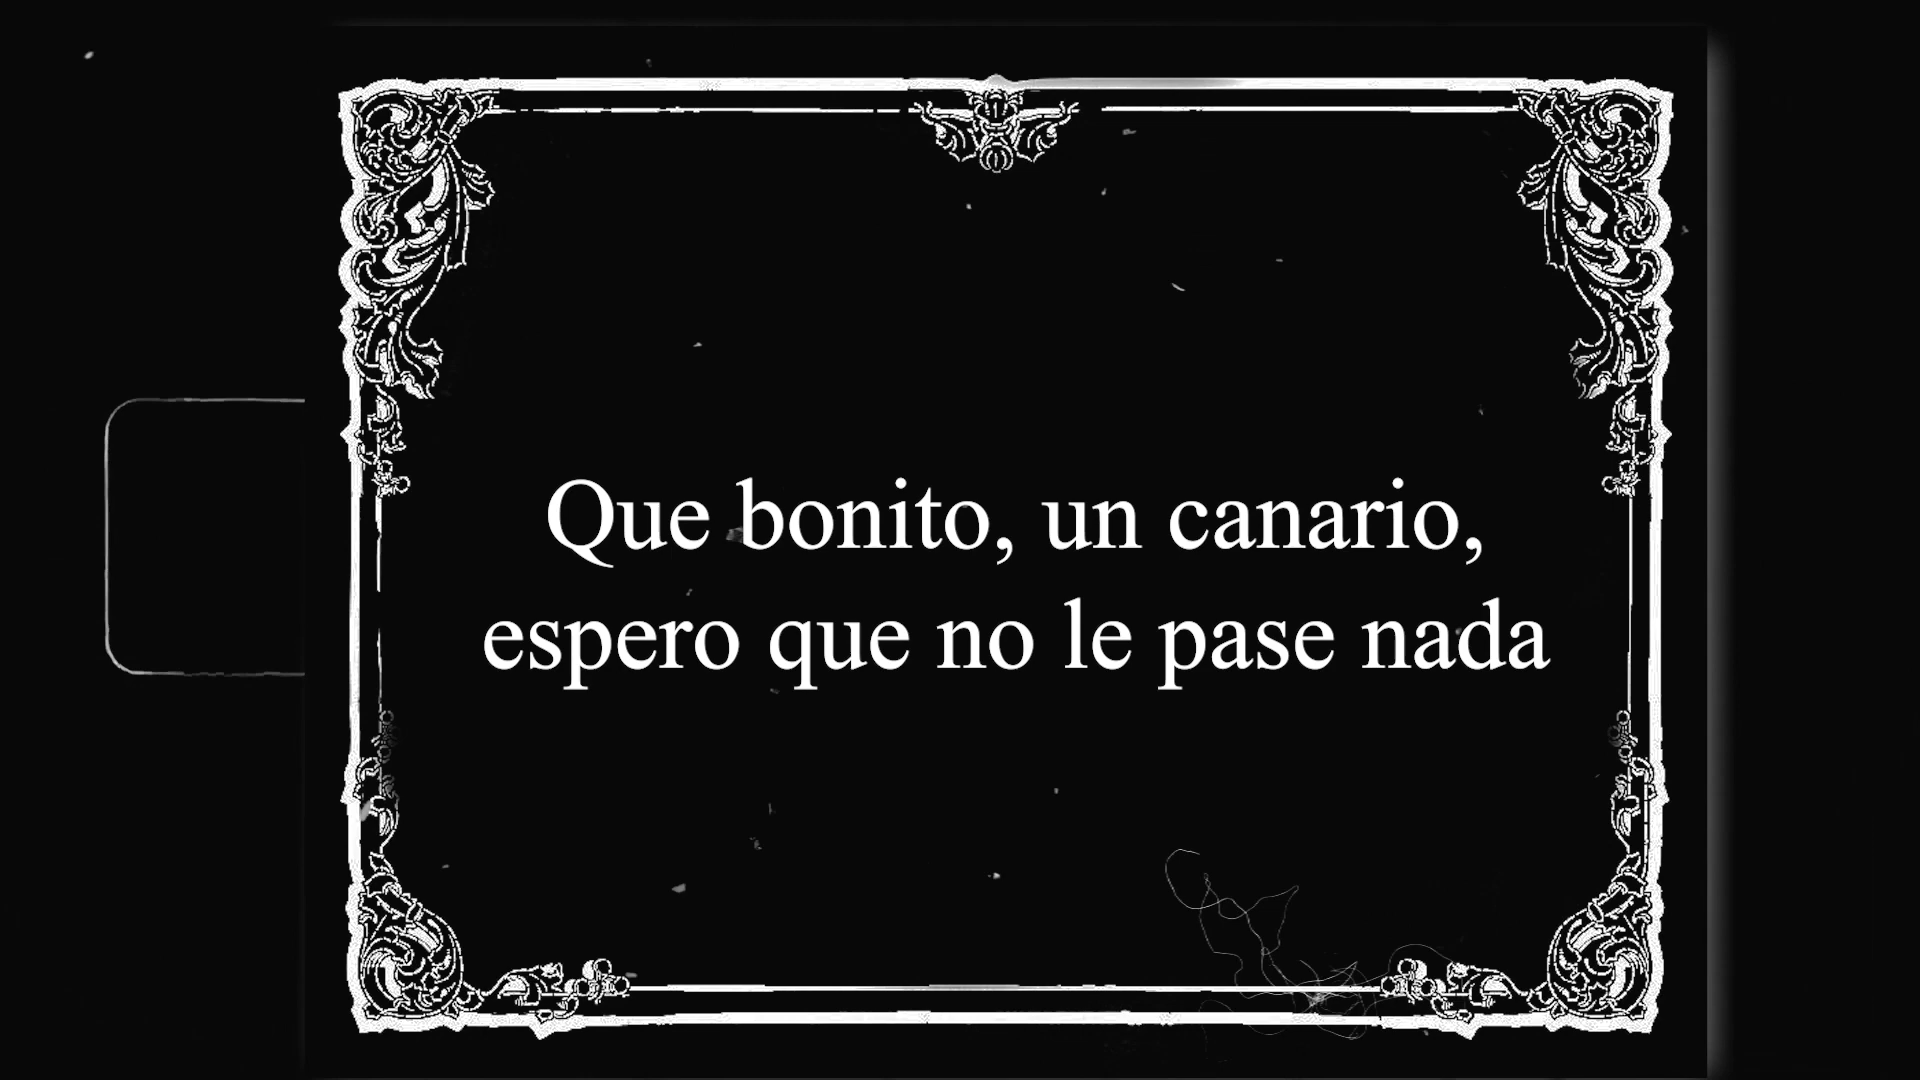 Que bonito, un canario,
espero que no le pase nada